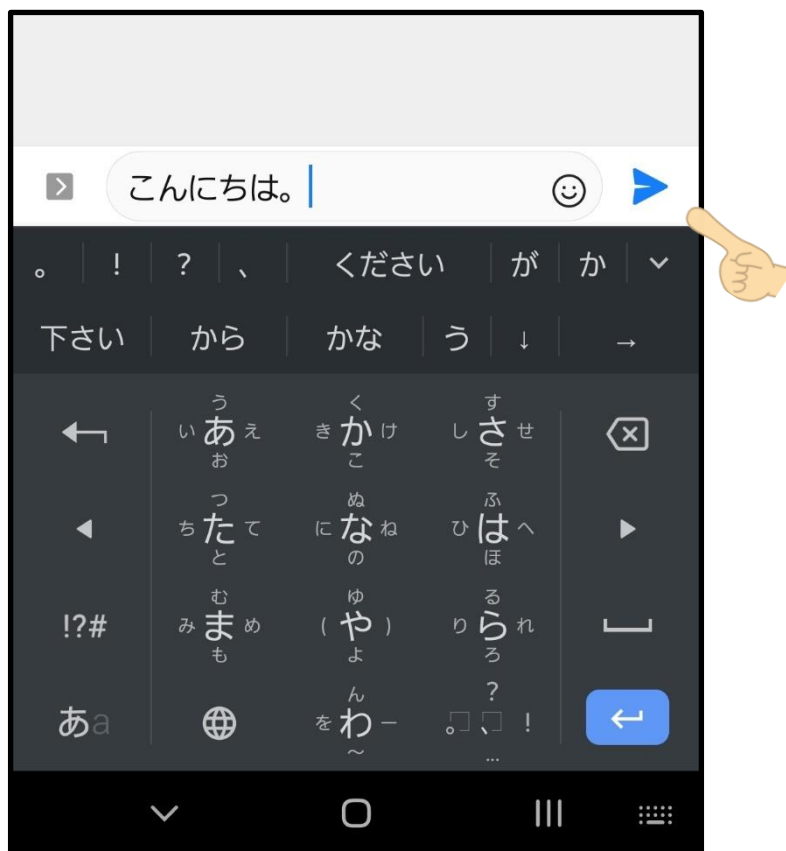 こんにちは。
。 ! ? 、 ください が か
下さい から かな う ↓ →
う く す
い あ え き か け し さ せ
お こ そ
つ ぬ ふ
ち た て に な ね ひ は へ
と の ほ
む ゆ る
!?# み ま め ( や ) り ら れ
も よ ろ
ん ?
あa を わ ー 。 、 !
~ ...